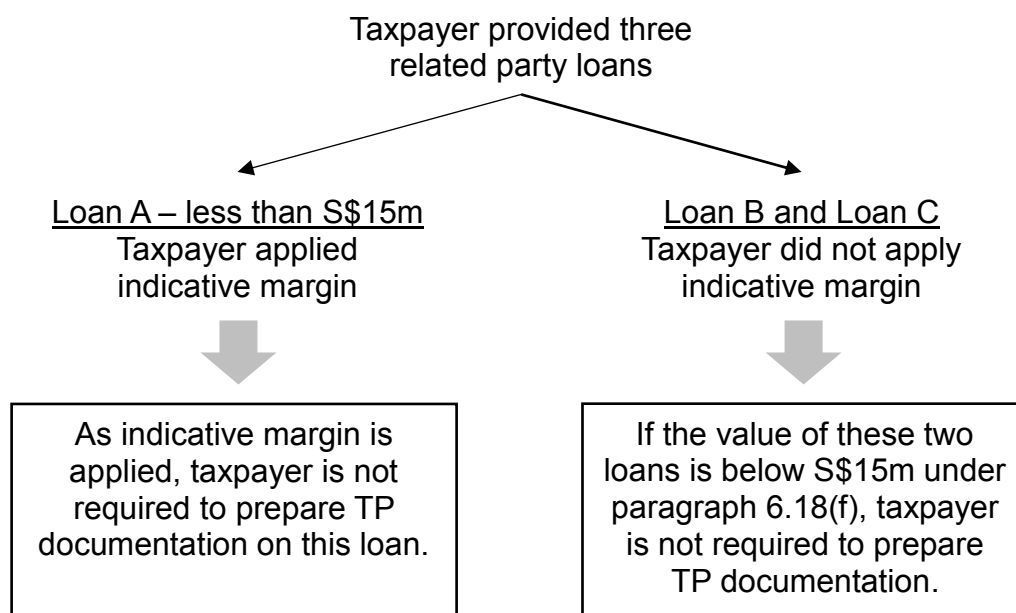 Taxpayer provided three
related party loans
Loan A – less than S$15m
Taxpayer applied
indicative margin
Loan B and Loan C
Taxpayer did not apply
indicative margin
As indicative margin is
applied, taxpayer is not
required to prepare TP
documentation on this loan.
If the value of these two
loans is below S$15m under
paragraph 6.18(f), taxpayer
is not required to prepare
TP documentation.